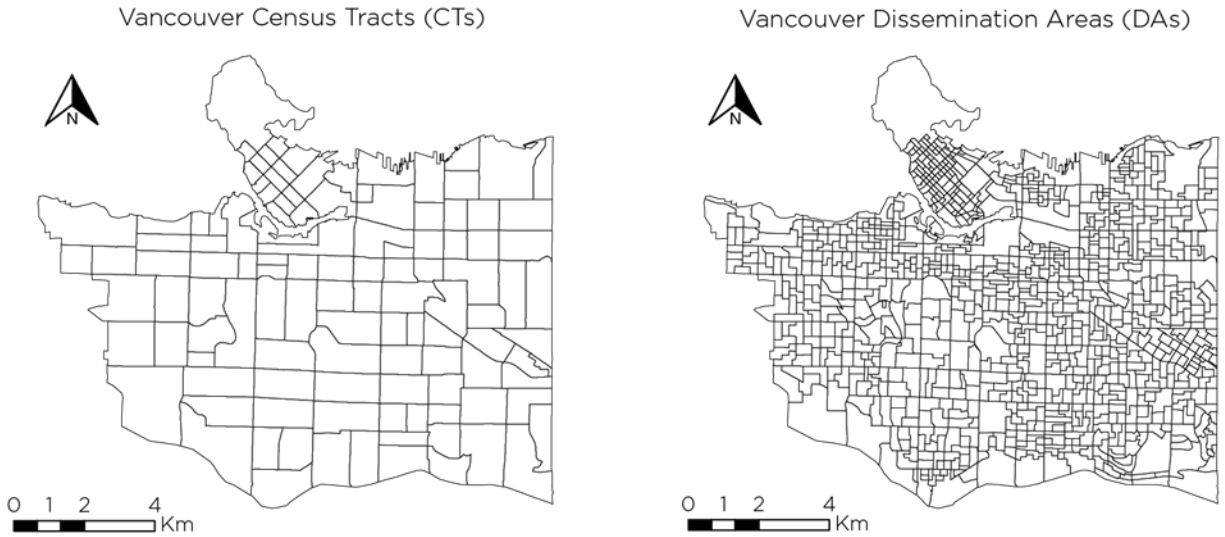 Vancouver Census Tracts (CTs)
N
0 1 2 4
Km
Vancouver Dissemination Areas (DAs)
N
0 1 2 4
Km